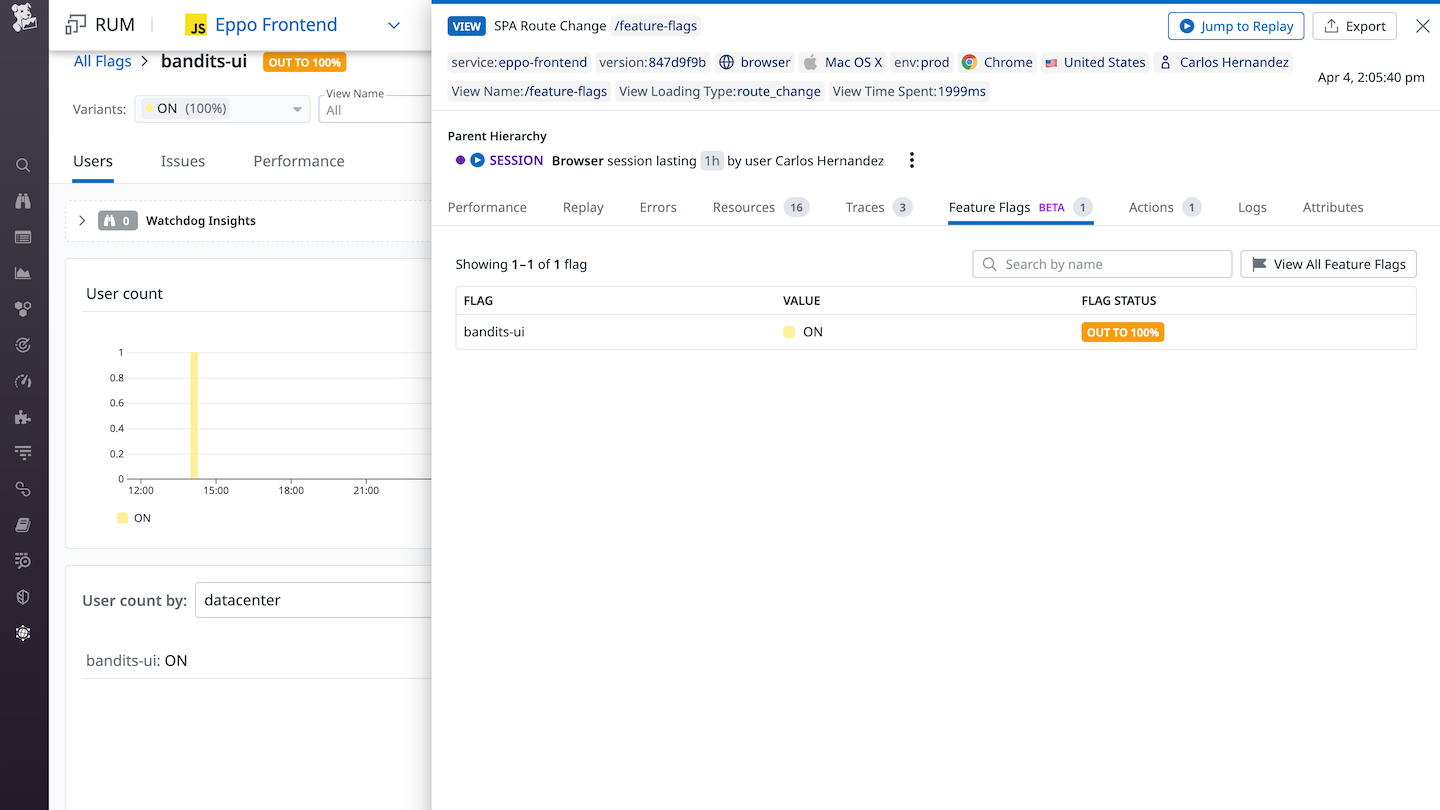 RUM
JS Eppo Frontend
All Flags > bandits-ui OUT TO 100%
Variants: ON (100%) View Name All
Users Issues Performance
0 Watchdog Insights
User count
1
0.8
0.6
0.4
0.2
0
12:00 15:00 18:00 21:00
ON
User count by: datacenter
bandits-ui: ON
VIEW SPA Route Change /feature-flags Jump to Replay Export
service:eppo-frontend version:847d9f9b browser Mac OS X env:prod Chrome United States Carlos Hernandez
Apr 4, 2:05:40 pm
View Name:/feature-flags View Loading Type:route_change View Time Spent:1999ms
Parent Hierarchy
SESSION Browser session lasting 1h by user Carlos Hernandez
Performance Replay Errors Resources 16 Traces 3 Feature Flags BETA 1 Actions 1 Logs Attributes
Showing 1–1 of 1 flag Search by name View All Feature Flags
FLAG VALUE FLAG STATUS
bandits-ui ON OUT TO 100%